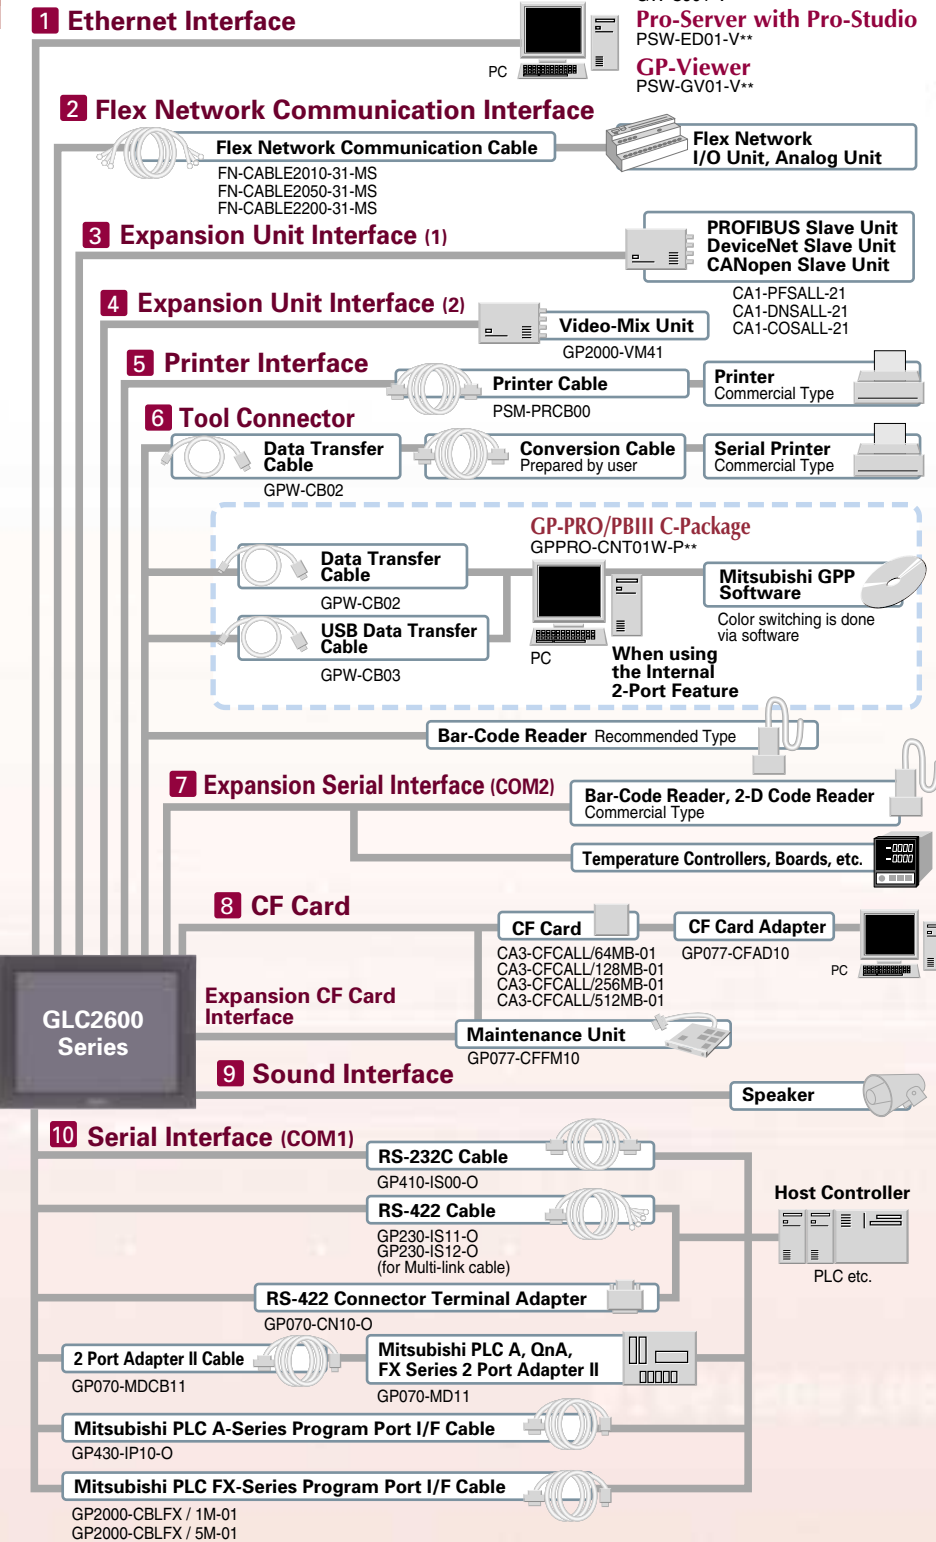 1 Ethernet Interface
Pro-Server with Pro-Studio
PSW-ED01-V**
PC
GP-Viewer
PSW-GV01-V**
2 Flex Network Communication Interface
Flex Network Communication Cable
FN-CABLE2010-31-MS
FN-CABLE2050-31-MS
FN-CABLE2200-31-MS
Flex Network
I/O Unit, Analog Unit
3 Expansion Unit Interface (1)
PROFIBUS Slave Unit
DeviceNet Slave Unit
CANopen Slave Unit
CA1-PFSALL-21
CA1-DNSALL-21
CA1-COSALL-21
4 Expansion Unit Interface (2)
Video-Mix Unit
GP2000-VM41
5 Printer Interface
Printer Cable
PSM-PRCB00
Printer
Commercial Type
6 Tool Connector
Data Transfer
Cable
GPW-CB02
Conversion Cable
Prepared by user
Serial Printer
Commercial Type
GP-PRO/PBIII C-Package
GPPRO-CNT01W-P**
Data Transfer
Cable
GPW-CB02
USB Data Transfer
Cable
GPW-CB03
PC
Mitsubishi GPP
Software
Color switching is done
via software
When using
the Internal
2-Port Feature
Bar-Code Reader Recommended Type
7 Expansion Serial Interface (COM2)
Bar-Code Reader, 2-D Code Reader
Commercial Type
Temperature Controllers, Boards, etc.
8 CF Card
CF Card
CA3-CFCALL/64MB-01
CA3-CFCALL/128MB-01
CA3-CFCALL/256MB-01
CA3-CFCALL/512MB-01
CF Card Adapter
GP077-CFAD10
PC
Expansion CF Card
Interface
Maintenance Unit
GP077-CFFM10
GLC2600
Series
9 Sound Interface
Speaker
10 Serial Interface (COM1)
RS-232C Cable
GP410-IS00-O
RS-422 Cable
GP230-IS11-O
GP230-IS12-O
(for Multi-link cable)
Host Controller
PLC etc.
RS-422 Connector Terminal Adapter
GP070-CN10-O
2 Port Adapter II Cable
GP070-MDCB11
Mitsubishi PLC A, QnA,
FX Series 2 Port Adapter II
GP070-MD11
Mitsubishi PLC A-Series Program Port I/F Cable
GP430-IP10-O
Mitsubishi PLC FX-Series Program Port I/F Cable
GP2000-CBLFX / 1M-01
GP2000-CBLFX / 5M-01